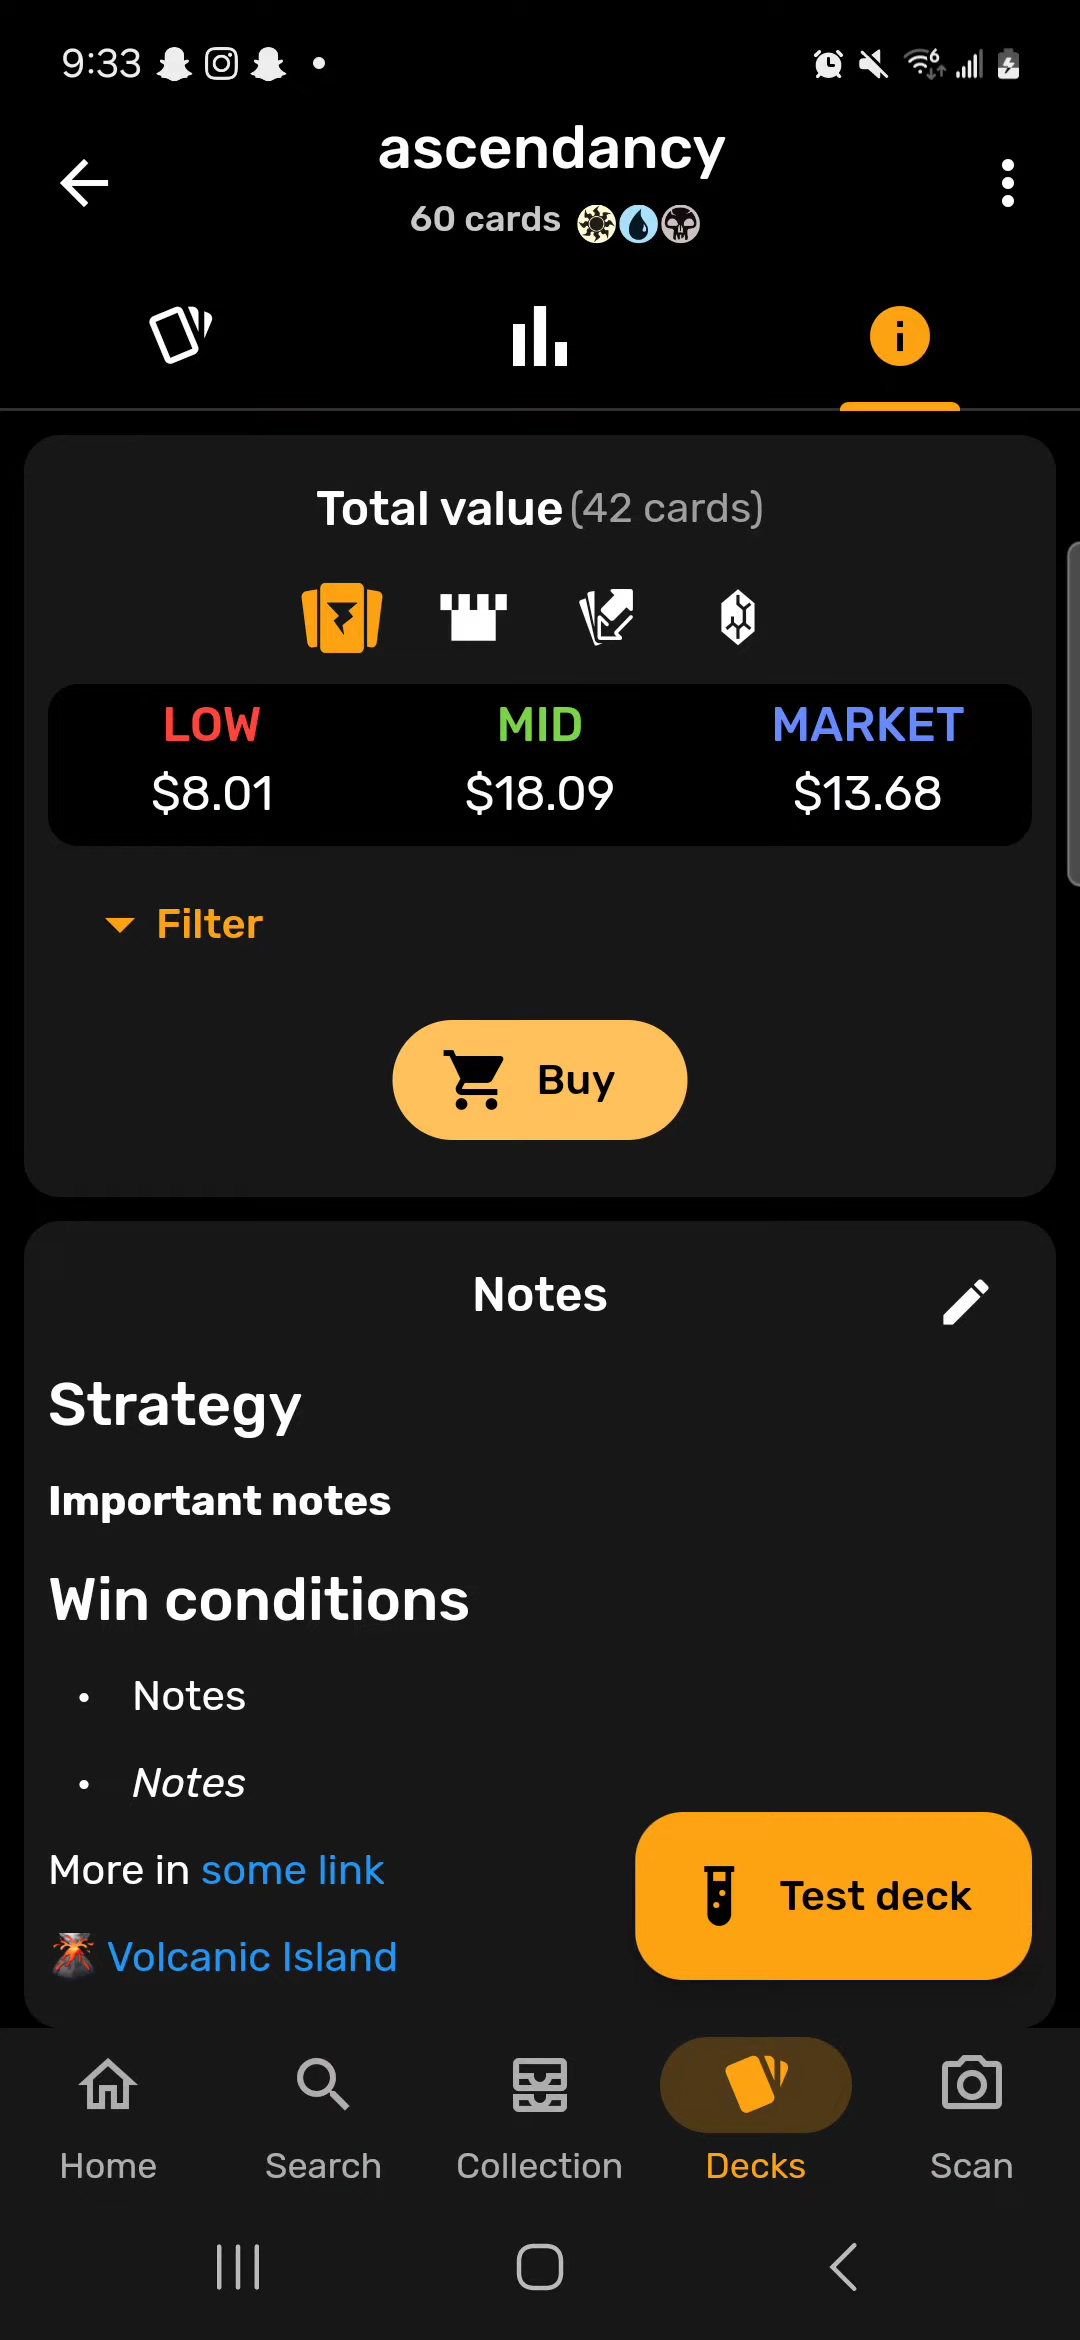 9:33
ascendancy
60 cards
Total value (42 cards)
LOW MID MARKET
$8.01 $18.09 $13.68
Filter
Buy
Notes
Strategy
Important notes
Win conditions
• Notes
• Notes
More in some link
Test deck
🌋 Volcanic Island
Home Search Collection Decks Scan